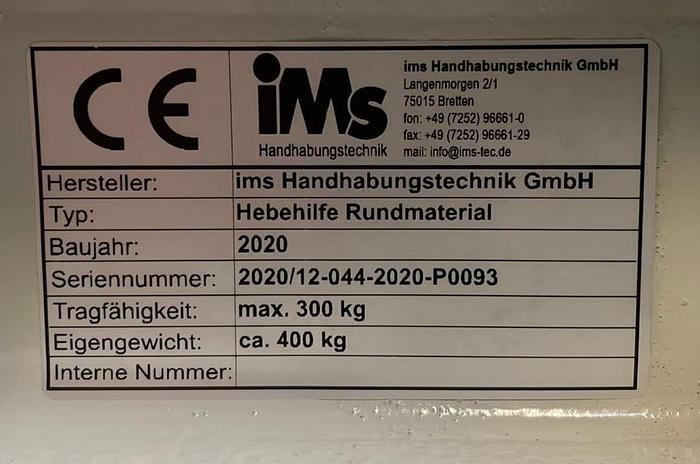 CE
iMs
Handhabungstechnik
ims Handhabungstechnik GmbH
Langenmorgen 2/1
75015 Bretten
fon: +49 (7252) 96661-0
fax: +49 (7252) 96661-29
mail: info@ims-tec.de
Hersteller: ims Handhabungstechnik GmbH
Typ: Hebehilfe Rundmaterial
Baujahr: 2020
Seriennummer: 2020/12-044-2020-P0093
Tragfähigkeit: max. 300 kg
Eigengewicht: ca. 400 kg
Interne Nummer: